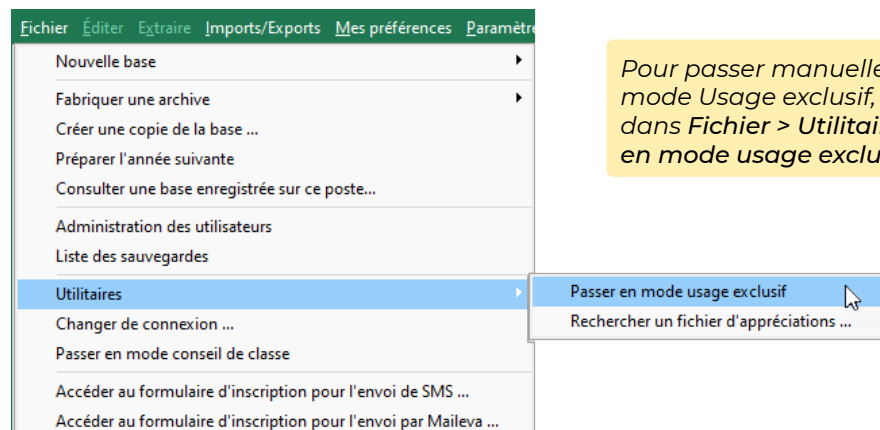 Fichier Éditer Extraire Imports/Exports Mes préférences Paramètre
Nouvelle base
Fabriquer une archive
Créer une copie de la base ...
Préparer l'année suivante
Consulter une base enregistrée sur ce poste...
Administration des utilisateurs
Liste des sauvegardes
Utilitaires
Changer de connexion ...
Passer en mode conseil de classe
Accéder au formulaire d'inscription pour l'envoi de SMS ...
Accéder au formulaire d'inscription pour l'envoi par Maileva ...
Passer en mode usage exclusif
Rechercher un fichier d'appréciations ...
Pour passer manuelle
mode Usage exclusif,
dans Fichier > Utilitai
en mode usage exclu